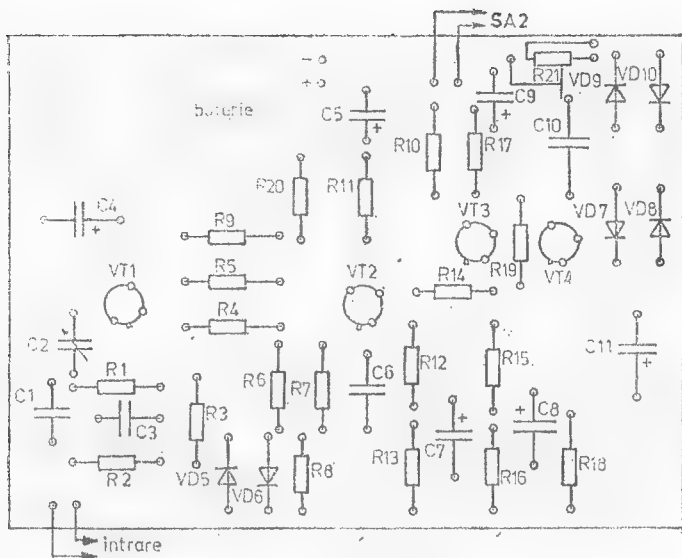 SA2
-
+
baterie
C5
C9
R21
VD9
VD10
R10
R17
C10
R20
R11
C4
R9
VT3
VD7
VD8
R5
R19
VT4
VT1
VT2
R14
R4
C2
C11
R1
R6
R7
C6
R12
R15
C1
C3
R3
C7
C8
R2
VD5
VD6
R8
R13
R16
R18
intrare